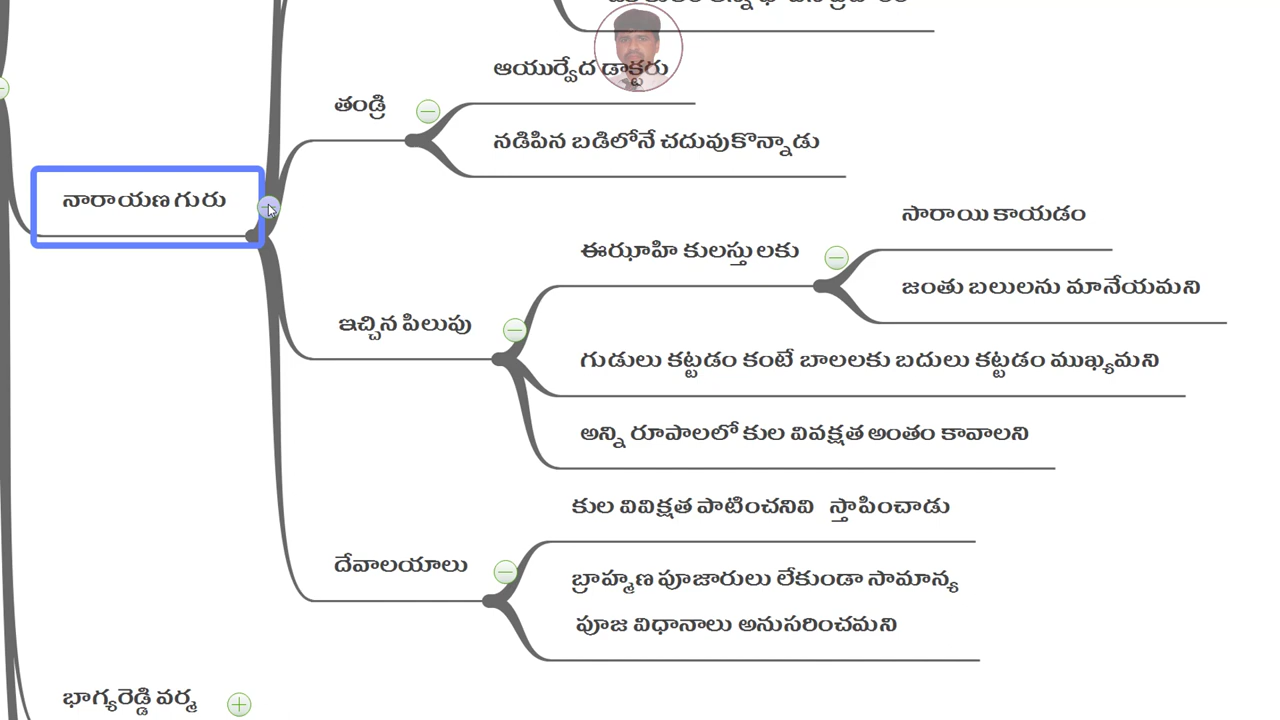 ఆయుర్వేద డాక్టరు
తండ్రి
నడిపిన బడిలోనే చదువుకొన్నాడు
నారాయణ గురు
సారాయి కాయడం
ఈఝాహి కులస్తులకు
జంతు బలులను మానేయమని
ఇచ్చిన పిలుపు
గుడులు కట్టడం కంటే బాలలకు బదులు కట్టడం ముఖ్యమని
అన్ని రూపాలలో కుల వివక్షత అంతం కావాలని
కుల వివిక్షత పాటించనివి స్తాపించాడు
దేవాలయాలు
బ్రాహ్మణ పూజారులు లేకుండా సామాన్య
పూజ విధానాలు అనుసరించమని
భాగ్యరెడ్డి వర్మ